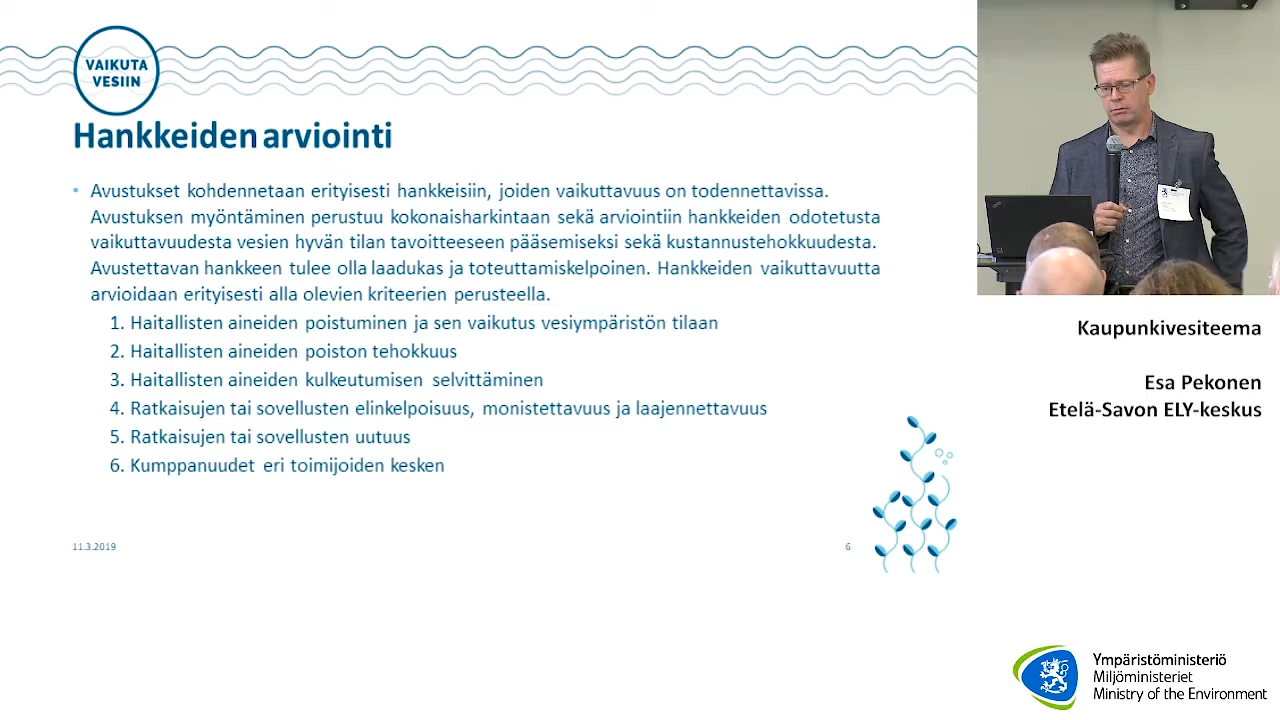 VAIKUTA
VESIIN
Hankkeiden arviointi
• Avustukset kohdennetaan erityisesti hankkeisiin, joiden vaikuttavuus on todennettavissa.
Avustuksen myöntäminen perustuu kokonaisharkintaan sekä arviointiin hankkeiden odotetusta
vaikuttavuudesta vesien hyvän tilan tavoitteeseen pääsemiseksi sekä kustannustehokkuudesta.
Avustettavan hankkeen tulee olla laadukas ja toteuttamiskelpoinen. Hankkeiden vaikuttavuutta
arvioidaan erityisesti alla olevien kriteerien perusteella.
1. Haitallisten aineiden poistuminen ja sen vaikutus vesiympäristön tilaan
2. Haitallisten aineiden poiston tehokkuus
3. Haitallisten aineiden kulkeutumisen selvittäminen
4. Ratkaisujen tai sovellusten elinkelpoisuus, monistettavuus ja laajennettavuus
5. Ratkaisujen tai sovellusten uutuus
6. Kumppanuudet eri toimijoiden kesken
11.3.2019
6
Kaupunkivesiteema
Esa Pekonen
Etelä-Savon ELY-keskus
Ympäristöministeriö
Miljöministeriet
Ministry of the Environment